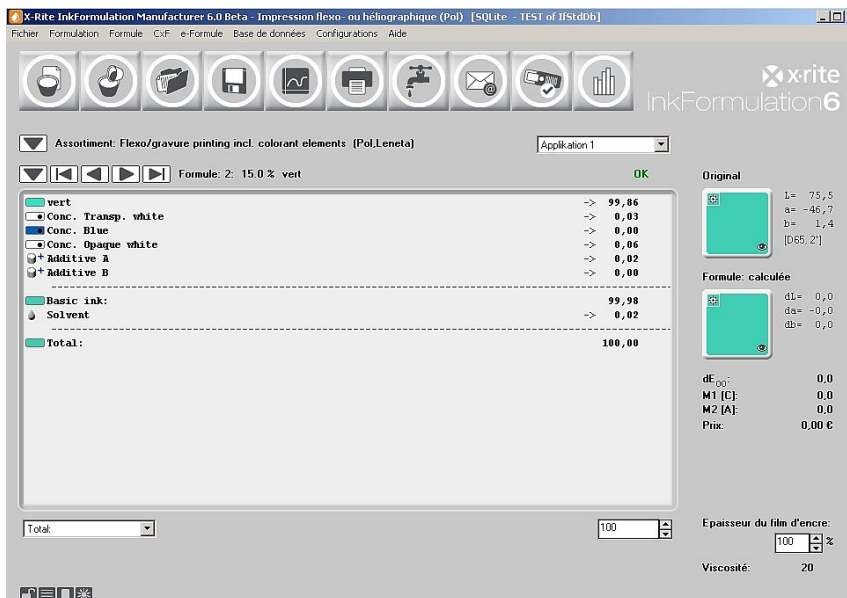 X-Rite InkFormulation Manufacturer 6.0 Beta - Impression flexo- ou héliographique (Pol) [SQLite - TEST of IfStdDb]
Fichier Formulation Formule CxF e-Formule Base de données Configurations Aide
x·rite
InkFormulation6
Assortiment: Flexo/gravure printing incl. colorant elements (Pol,Leneta)
Applikation 1
Formule: 2: 15.0 % vert
OK
Original
vert -> 99,86
Conc. Transp. white -> 0,03
Conc. Blue -> 0,00
Conc. Opaque white -> 0,06
Additive A -> 0,02
Additive B -> 0,00
Basic ink: 99,98
Solvent -> 0,02
Total: 100,00
L= 75,5
a= -46,7
b= 1,4
[D65, 2°]
Formule: calculée
dL= 0,0
da= -0,0
db= 0,0
dE00: 0,0
M1 [C]: 0,0
M2 [A]: 0,0
Prix: 0,00 €
Total: 100
Epaisseur du film d'encre:
100 %
Viscosité: 20